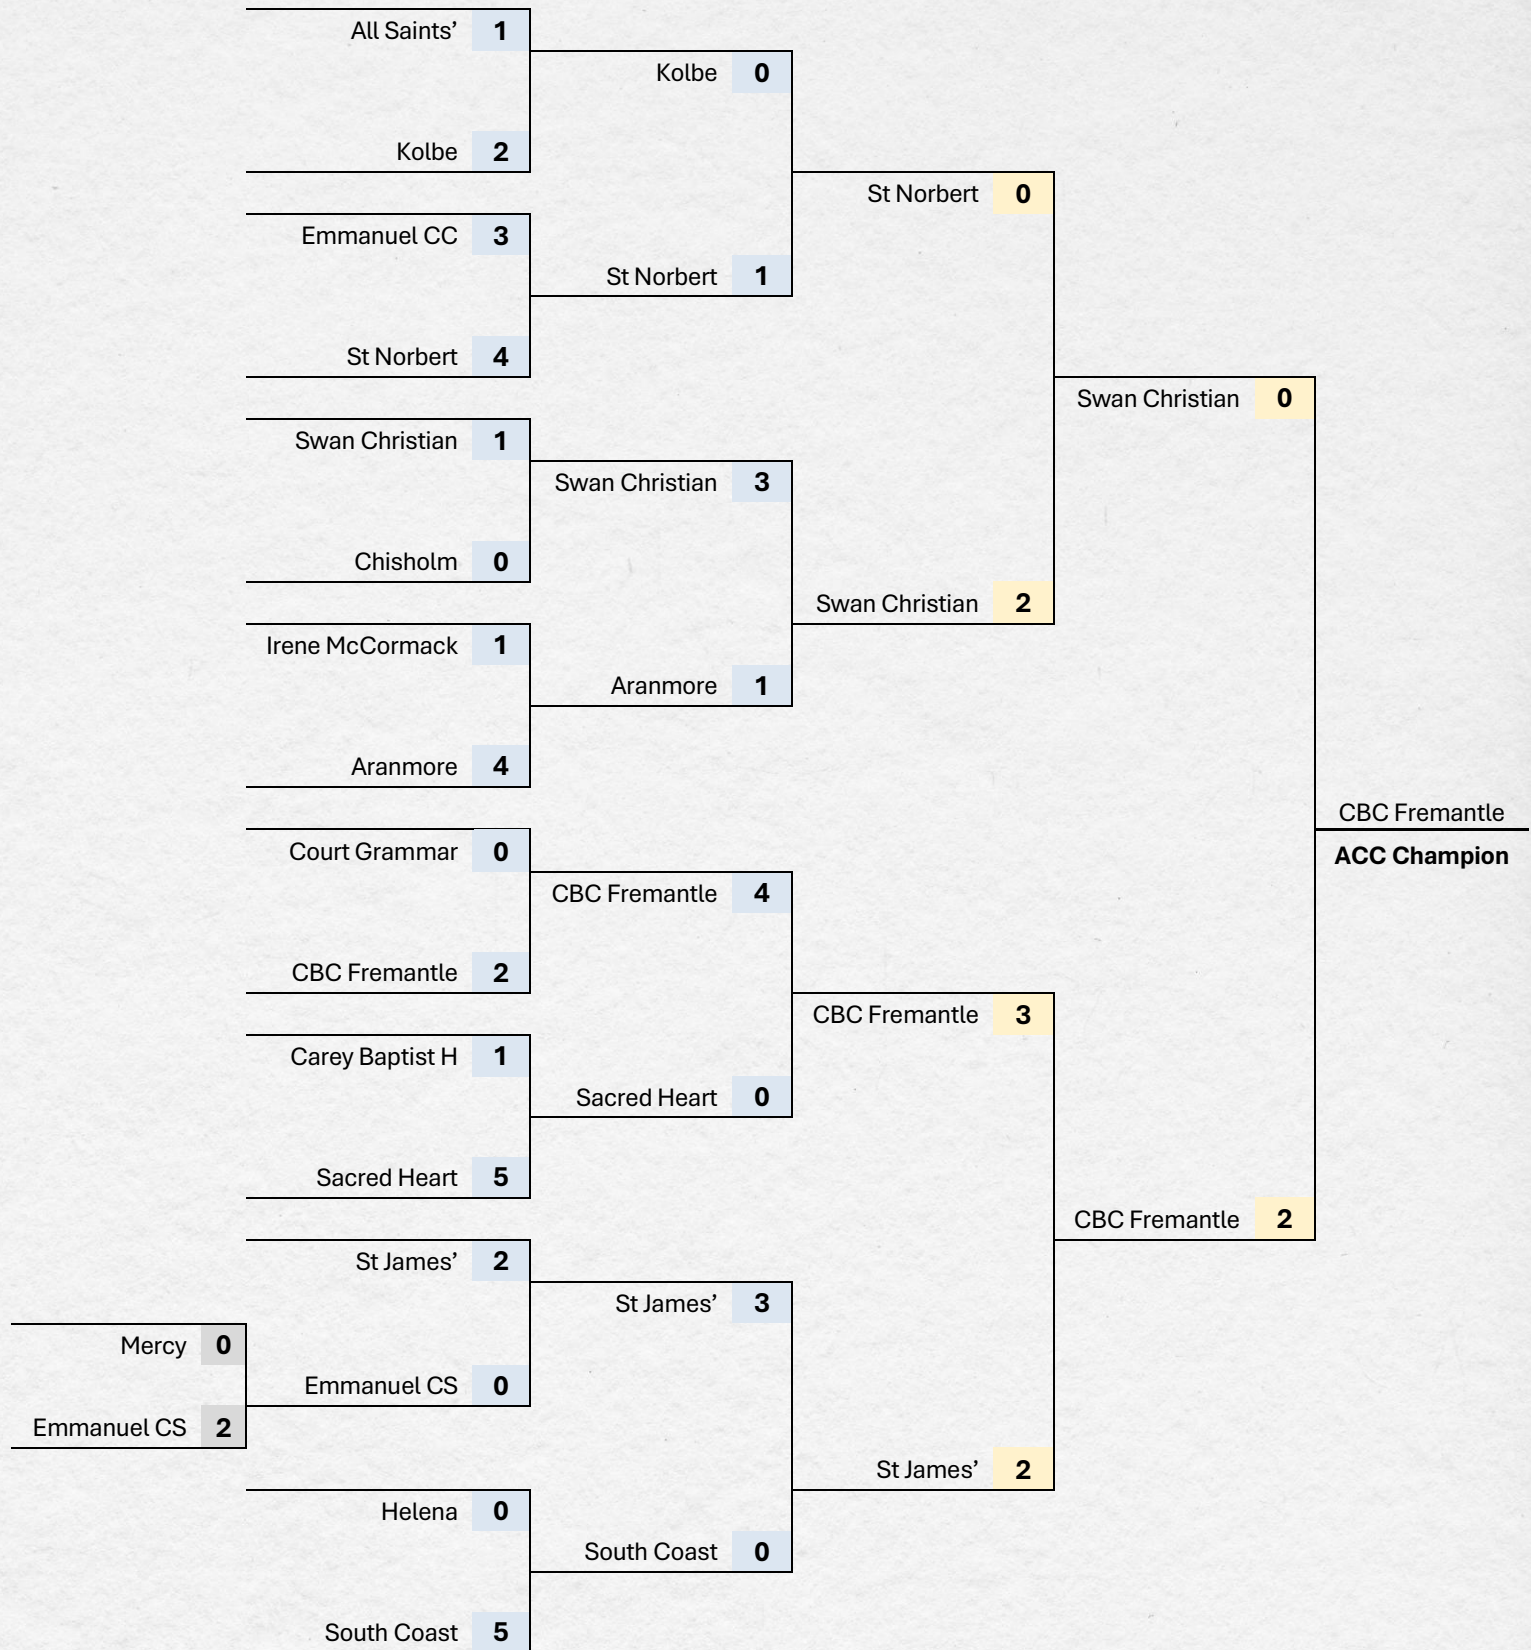 All Saints’ 1
Kolbe 0
Kolbe 2
St Norbert 0
Emmanuel CC 3
St Norbert 1
St Norbert 4
Swan Christian 0
Swan Christian 1
Swan Christian 3
Chisholm 0
Swan Christian 2
Irene McCormack 1
Aranmore 1
Aranmore 4
CBC Fremantle
Court Grammar 0
ACC Champion
CBC Fremantle 4
CBC Fremantle 2
CBC Fremantle 3
Carey Baptist H 1
Sacred Heart 0
Sacred Heart 5
CBC Fremantle 2
St James’ 2
St James’ 3
Mercy 0
Emmanuel CS 0
Emmanuel CS 2
St James’ 2
Helena 0
South Coast 0
South Coast 5